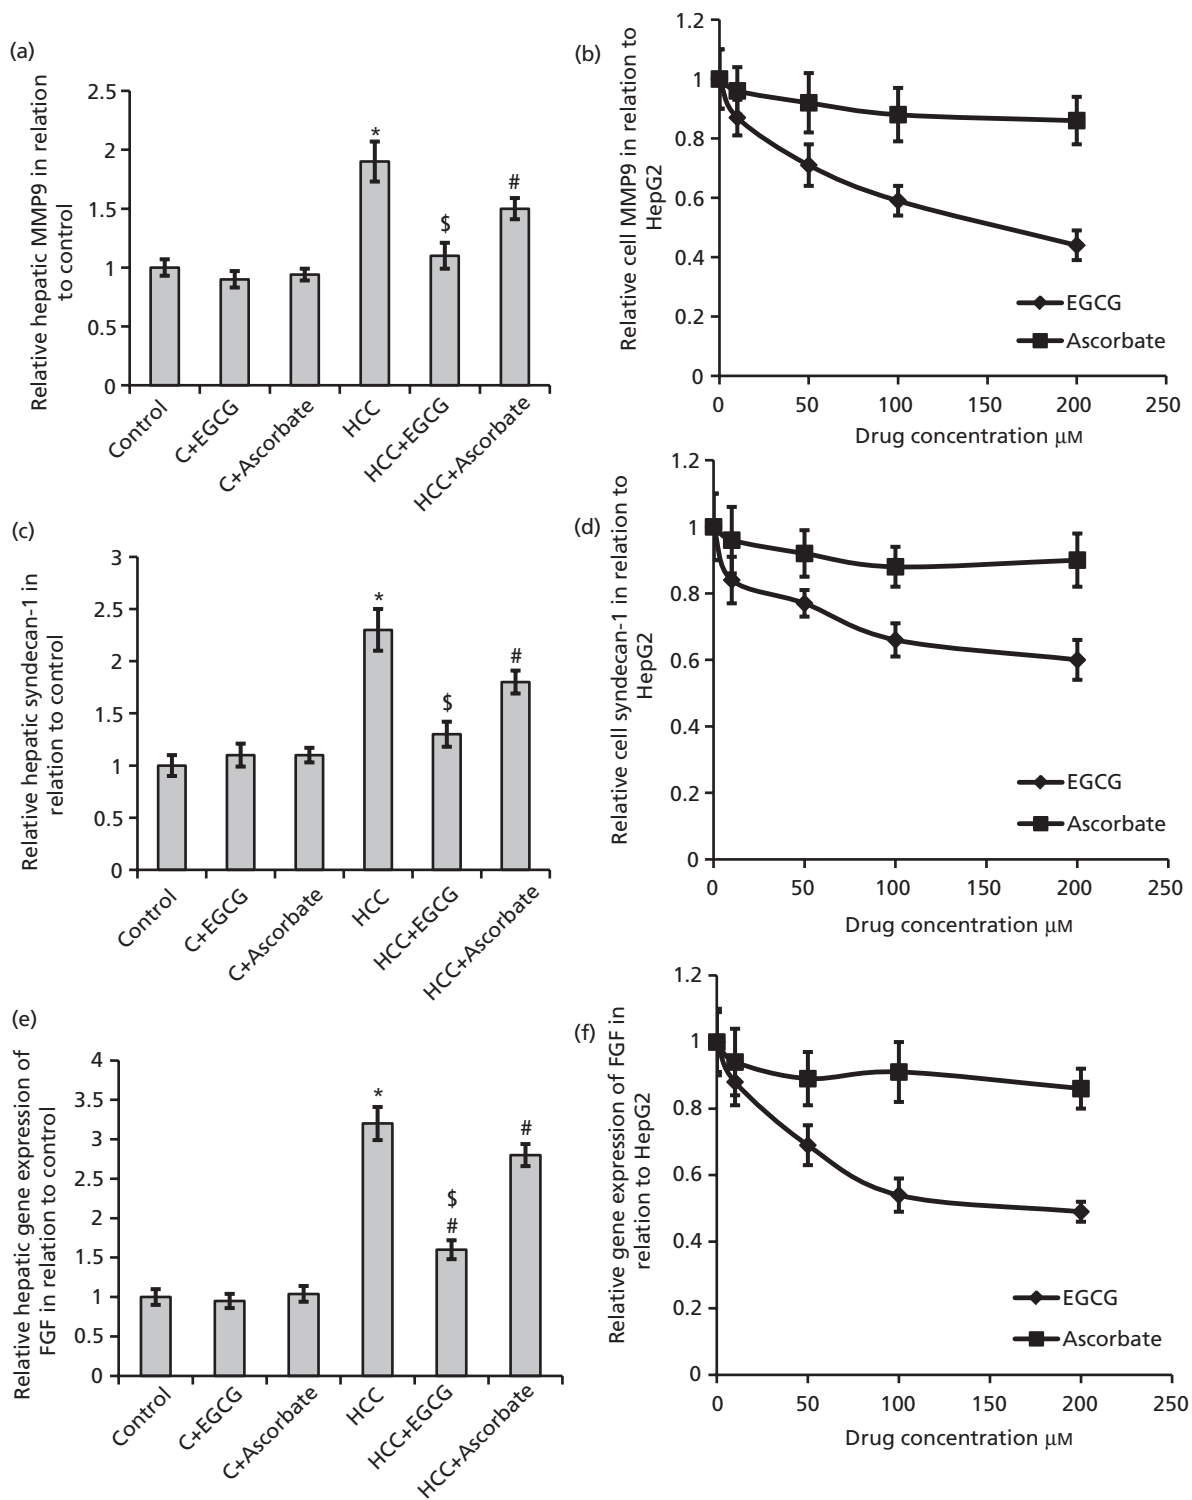 (a)
Relative hepatic MMP9 in relation
to control
2.5
2
1.5
1
0.5
0
*
$
#
Control
C+EGCG
C+Ascorbate
HCC
HCC+EGCG
HCC+Ascorbate
(b)
Relative cell MMP9 in relation to
HepG2
1.2
1
0.8
0.6
0.4
0.2
0
EGCG
Ascorbate
0 50 100 150 200 250
Drug concentration μM
(c)
Relative hepatic syndecan-1 in
relation to control
3
2.5
2
1.5
1
0.5
0
*
$
#
Control
C+EGCG
C+Ascorbate
HCC
HCC+EGCG
HCC+Ascorbate
(d)
Relative cell syndecan-1 in relation to
HepG2
1.2
1
0.8
0.6
0.4
0.2
0
EGCG
Ascorbate
0 50 100 150 200 250
Drug concentration μM
(e)
Relative hepatic gene expression of
FGF in relation to control
4
3.5
3
2.5
2
1.5
1
0.5
0
*
$
#
#
Control
C+EGCG
C+Ascorbate
HCC
HCC+EGCG
HCC+Ascorbate
(f)
Relative gene expression of FGF in
relation to HepG2
1.2
1
0.8
0.6
0.4
0.2
0
EGCG
Ascorbate
0 50 100 150 200 250
Drug concentration μM